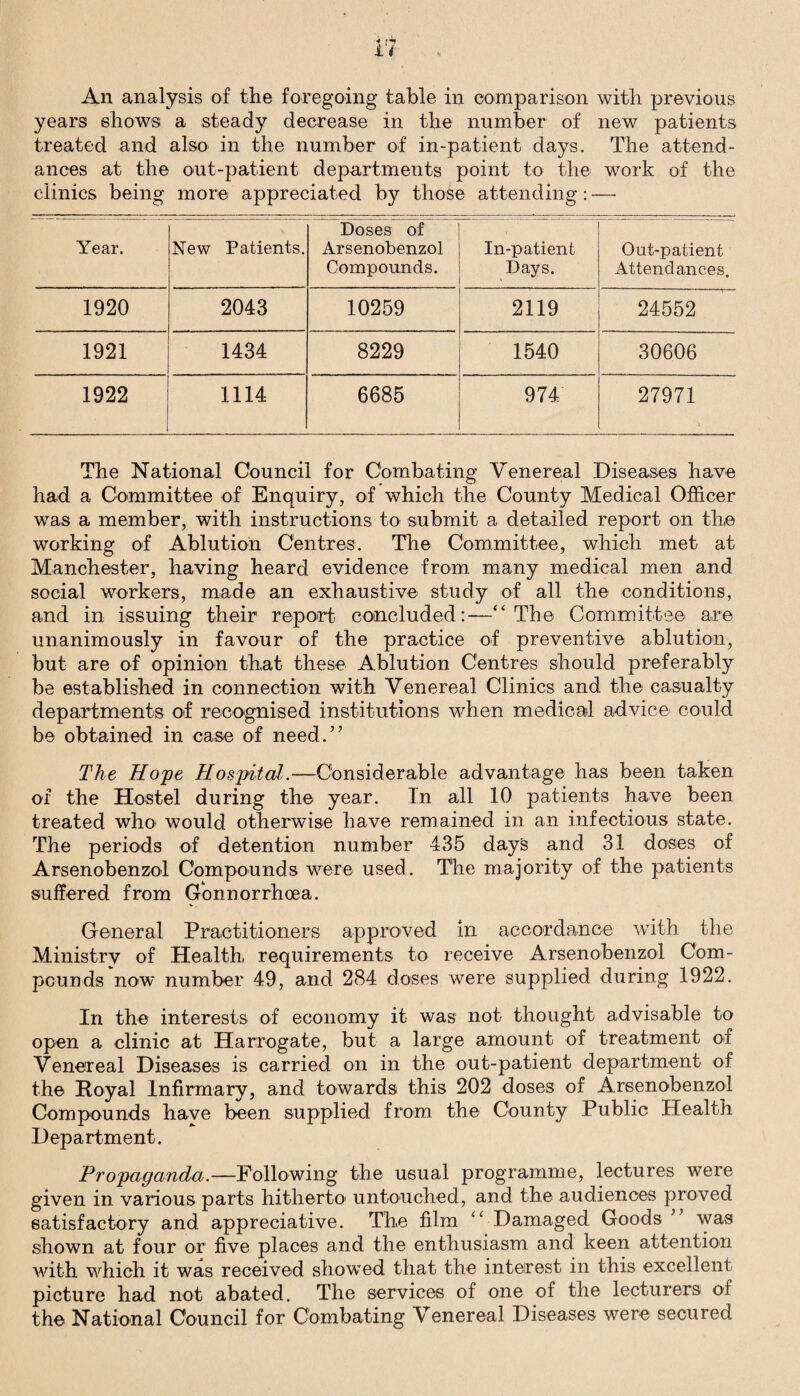 17
An analysis of the foregoing table in comparison with previous
years shows a steady decrease in the number of new patients
treated and also in the number of in-patient days. The attend-
ances at the out-patient departments point to the work of the
clinics being more appreciated by those attending:—
Year. New Patients. Doses of Arsenobenzol Compounds. In-patient Days. Out-patient Attendances.
1920 2043 10259 2119 24552
1921 1434 8229 1540 30606
1922 1114 6685 974 27971
The National Council for Combating Venereal Diseases have
had a Committee of Enquiry, of which the County Medical Officer
was a member, with instructions to submit a detailed report on the
working of Ablution Centres. The Committee, which met at
Manchester, having heard evidence from many medical men and
social workers, made an exhaustive study of all the conditions,
and in issuing their report concluded:—“ The Committee are
unanimously in favour of the practice of preventive ablution,
but are of opinion that these Ablution Centres should preferably
be established in connection with Venereal Clinics and the casualty
departments of recognised institutions when medical advice could
be obtained in case of need.”
The Hope Hospital.—Considerable advantage has been taken
of the Hostel during the year. In all 10 patients have been
treated who would otherwise have remained in an infectious state.
The periods of detention number 435 days and 31 doses of
Arsenobenzol Compounds were used. The majority of the patients
suffered from Gonnorrhœa.
General Practitioners approved in accordance with the
Ministry of Health requirements to receive Arsenobenzol Com-
pounds now number 49, and 284 doses were supplied during 1922.
In the interests of economy it was not thought advisable to
open a clinic at Harrogate, but a large amount of treatment of
Venereal Diseases is carried on in the out-patient department of
the Royal Infirmary, and towards this 202 doses of Arsenobenzol
Compounds have been supplied from the County Public Health
Department.
Propaganda.—Following the usual programme, lectures were
given in various parts hitherto untouched, and the audiences proved
satisfactory and appreciative. The film “ Damaged Goods ” was
shown at four or five places and the enthusiasm and keen attention
with which it was received showed that the interest in this excellent
picture had not abated. The services of one of the lecturers of
the National Council for Combating Venereal Diseases were secured